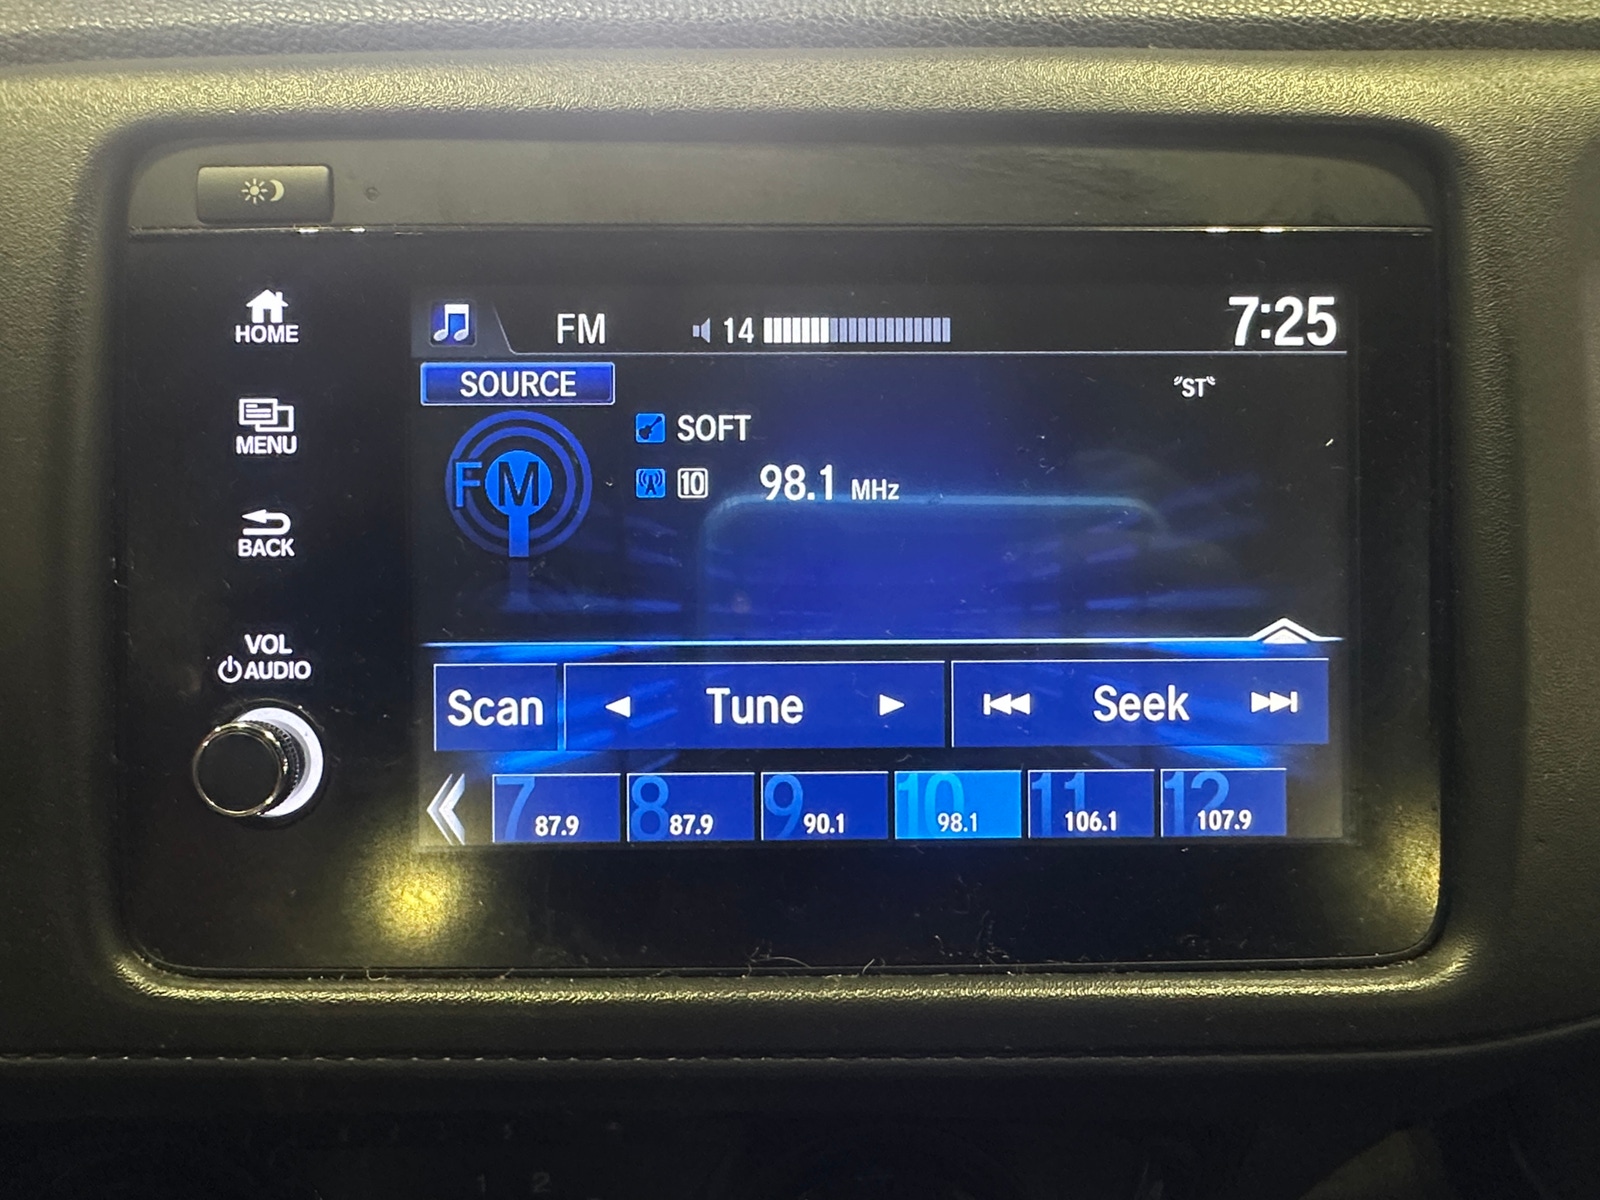 HOME
MENU
BACK
VOL
AUDIO
FM 14 7:25
SOURCE
"ST"
FM
SOFT
10 98.1 MHz
Scan Tune Seek
7 87.9 8 87.9 9 90.1 10 98.1 11 106.1 12 107.9
1 2